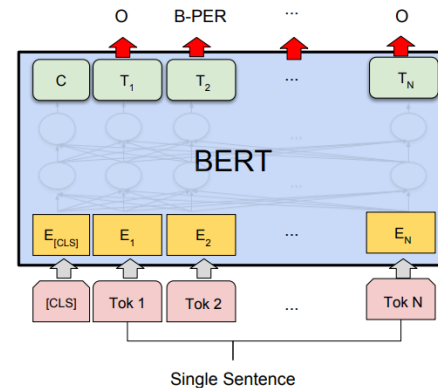 O B-PER ... O
C T1 T2 ... TN
...
BERT
...
E[CLS] E1 E2 ... EN
[CLS] Tok 1 Tok 2 ... Tok N
Single Sentence